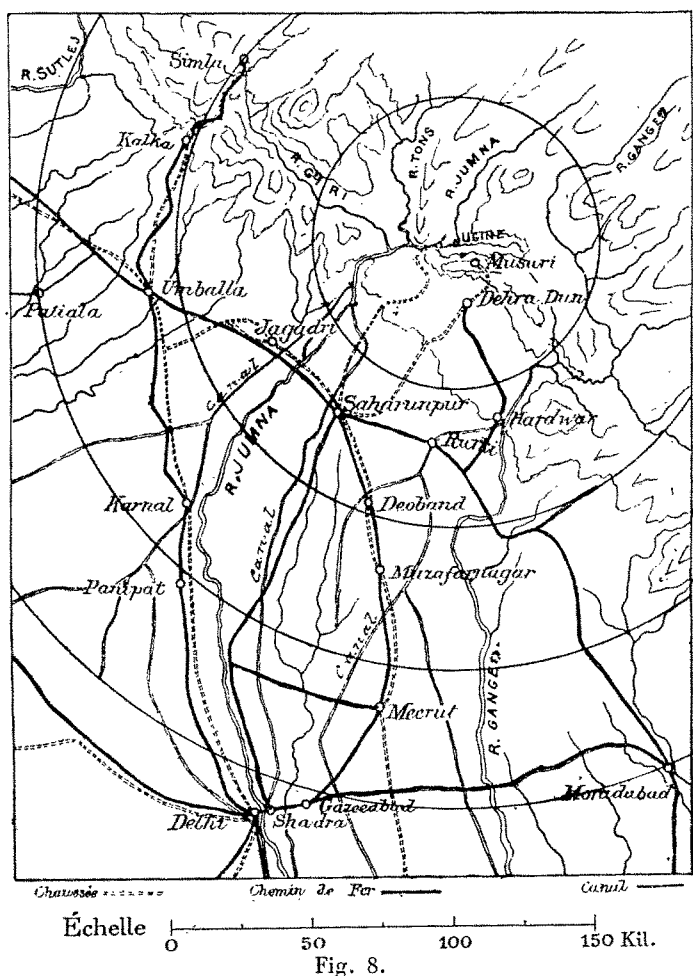 Simla
R. SUTLEJ
Kalka
R. GIRI
R. TONS
R. JUMNA
R. GANGES
USEINE
Musuri
Umballa
Dehra Dun
Patiala
Jagadri
Canal
Saharunpur
Hardwar
R. JUMNA
Rurki
Karnal
Deoband
Canal
Muzafarnagar
Panipat
Canal
R. GANGES
Meerut
Gazeeabad
Moradabad
Delhi
Shadra
Chaussée
Chemin de Fer
Canal
Échelle
0
50
100
150 Kil.
Fig. 8.